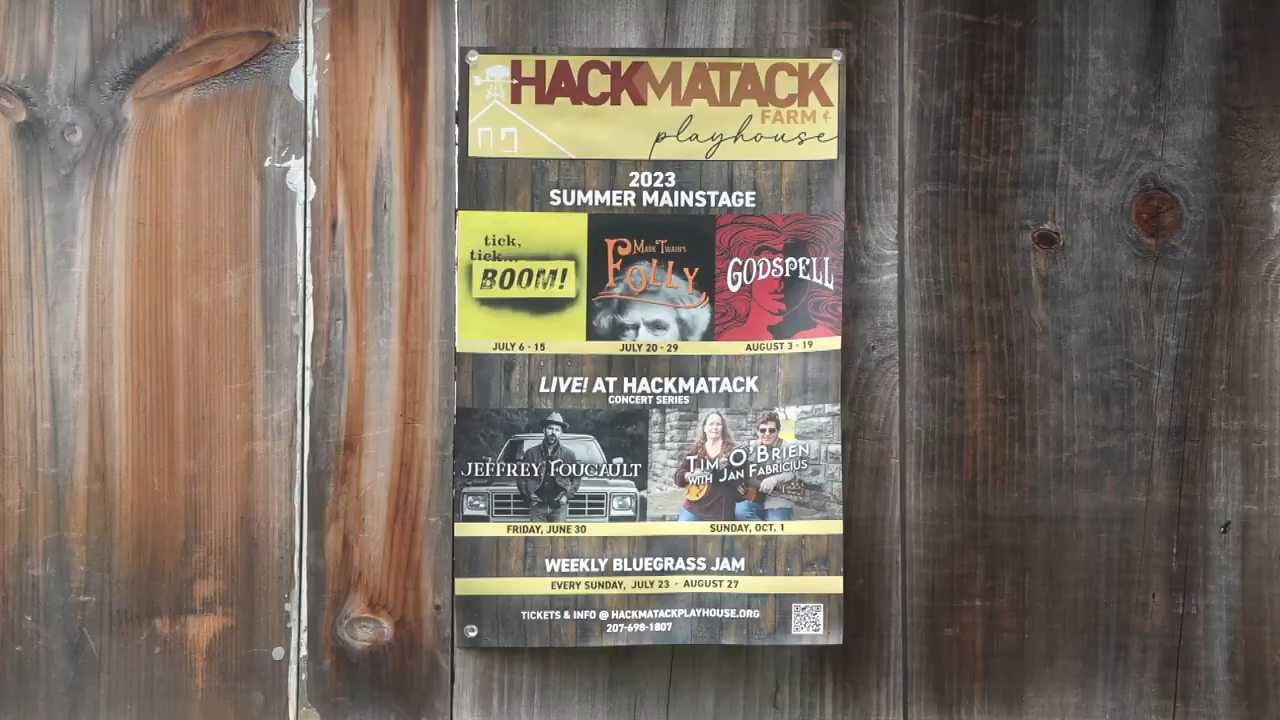 HACKMATACK
FARM &
playhouse
2023
SUMMER MAINSTAGE
tick,
tick...
BOOM!
MARK TWAIN'S
FOLLY
GODSPELL
JULY 6 - 15
JULY 20 - 29
AUGUST 3 - 19
LIVE! AT HACKMATACK
CONCERT SERIES
JEFFREY FOUCAULT
TIM O'BRIEN
WITH JAN FABRICIUS
FRIDAY, JUNE 30
SUNDAY, OCT. 1
WEEKLY BLUEGRASS JAM
EVERY SUNDAY, JULY 23 - AUGUST 27
TICKETS & INFO @ HACKMATACKPLAYHOUSE.ORG
207-698-1807